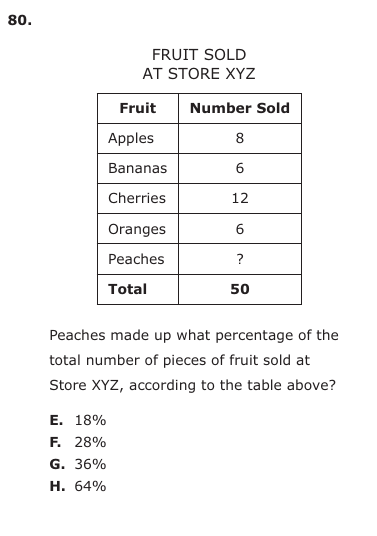 80.
FRUIT SOLD
AT STORE XYZ
Fruit Number Sold
Apples 8
Bananas 6
Cherries 12
Oranges 6
Peaches ?
Total 50
Peaches made up what percentage of the
total number of pieces of fruit sold at
Store XYZ, according to the table above?
E. 18%
F. 28%
G. 36%
H. 64%